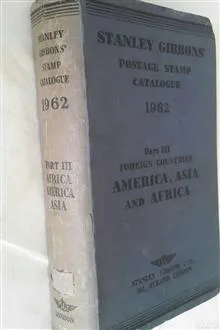 STANLEY GIBBONS'
POSTAGE STAMP
CATALOGUE
1962
Part III
FOREIGN COUNTRIES
AMERICA, ASIA
AND AFRICA
STANLEY GIBBONS LTD.
391, STRAND, LONDON
STANLEY
GIBBONS'
STAMP
CATALOGUE
1962
PART III
AFRICA
AMERICA
ASIA